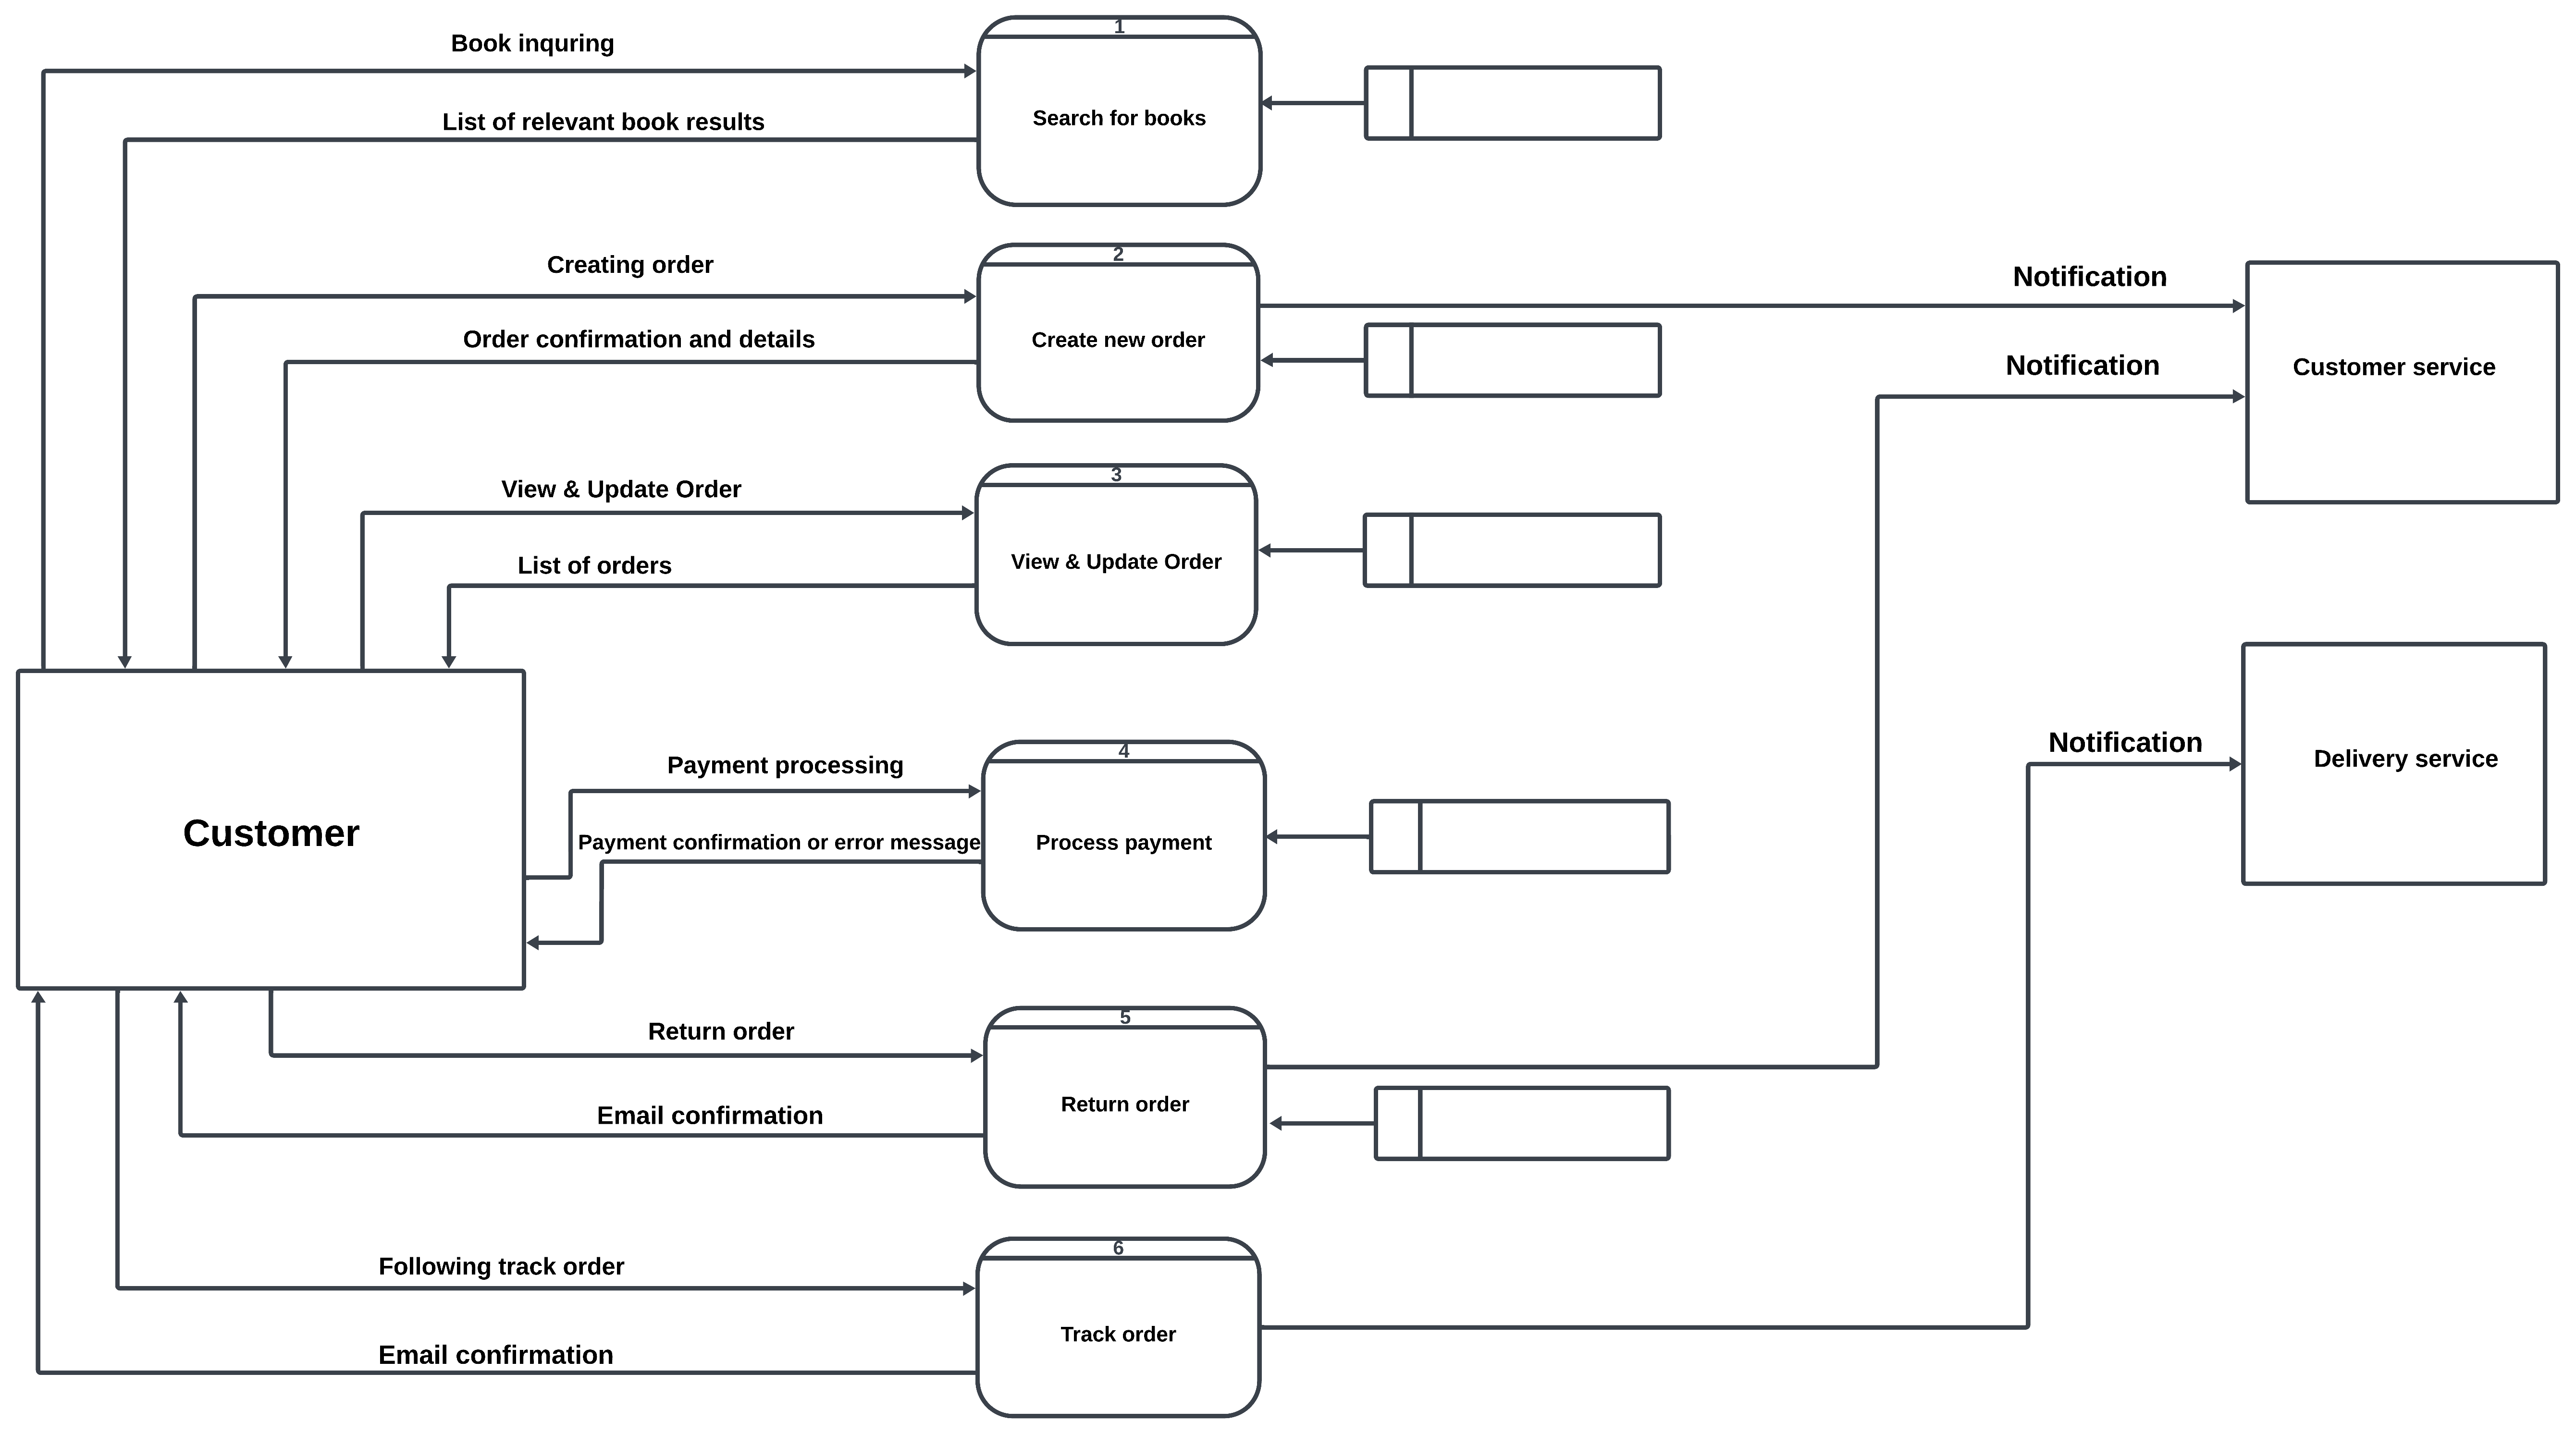 1
Book inquring
Search for books
List of relevant book results
2
Creating order
Create new order
Order confirmation and details
Notification
Notification
Customer service
3
View & Update Order
View & Update Order
List of orders
Customer
4
Payment processing
Process payment
Payment confirmation or error message
Notification
Delivery service
5
Return order
Return order
Email confirmation
6
Following track order
Track order
Email confirmation